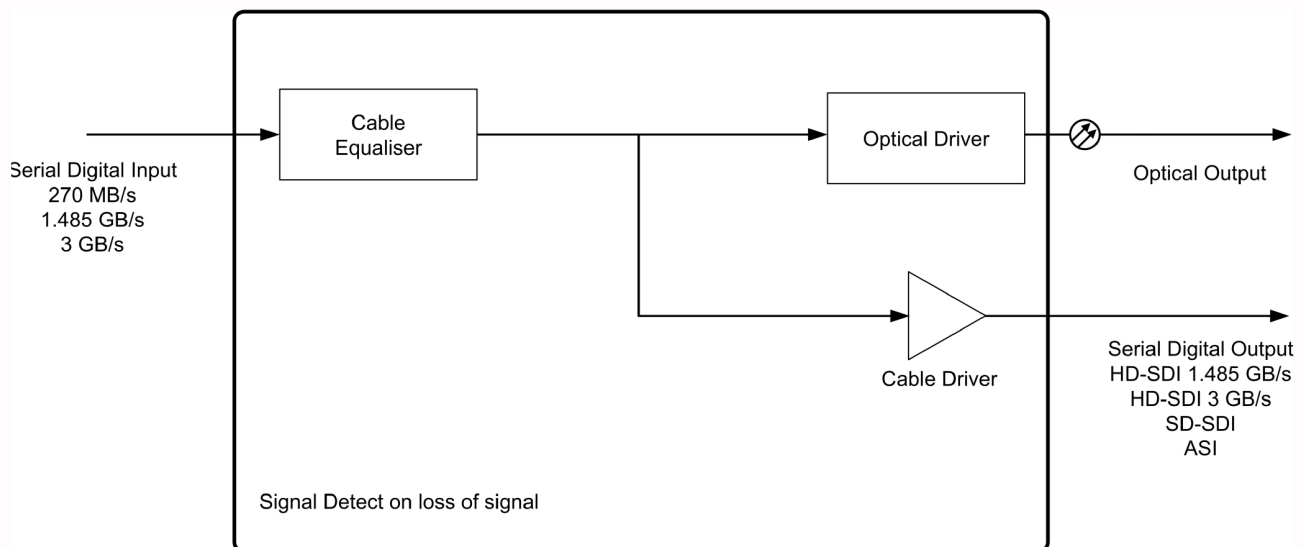 Cable
Equaliser
Optical Driver
Serial Digital Input
270 MB/s
1.485 GB/s
3 GB/s
Optical Output
Cable Driver
Serial Digital Output
HD-SDI 1.485 GB/s
HD-SDI 3 GB/s
SD-SDI
ASI
Signal Detect on loss of signal